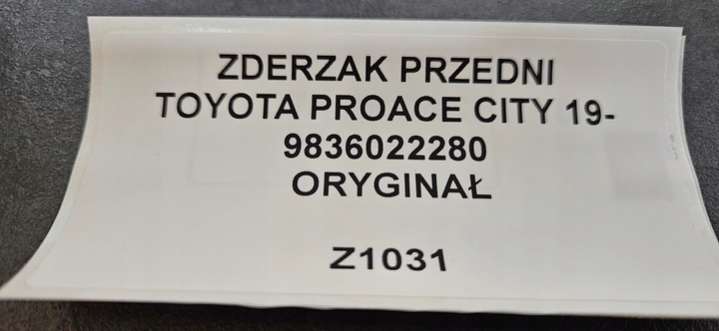 ZDERZAK PRZEDNI
TOYOTA PROACE CITY 19-
9836022280
ORYGINAŁ
Z1031